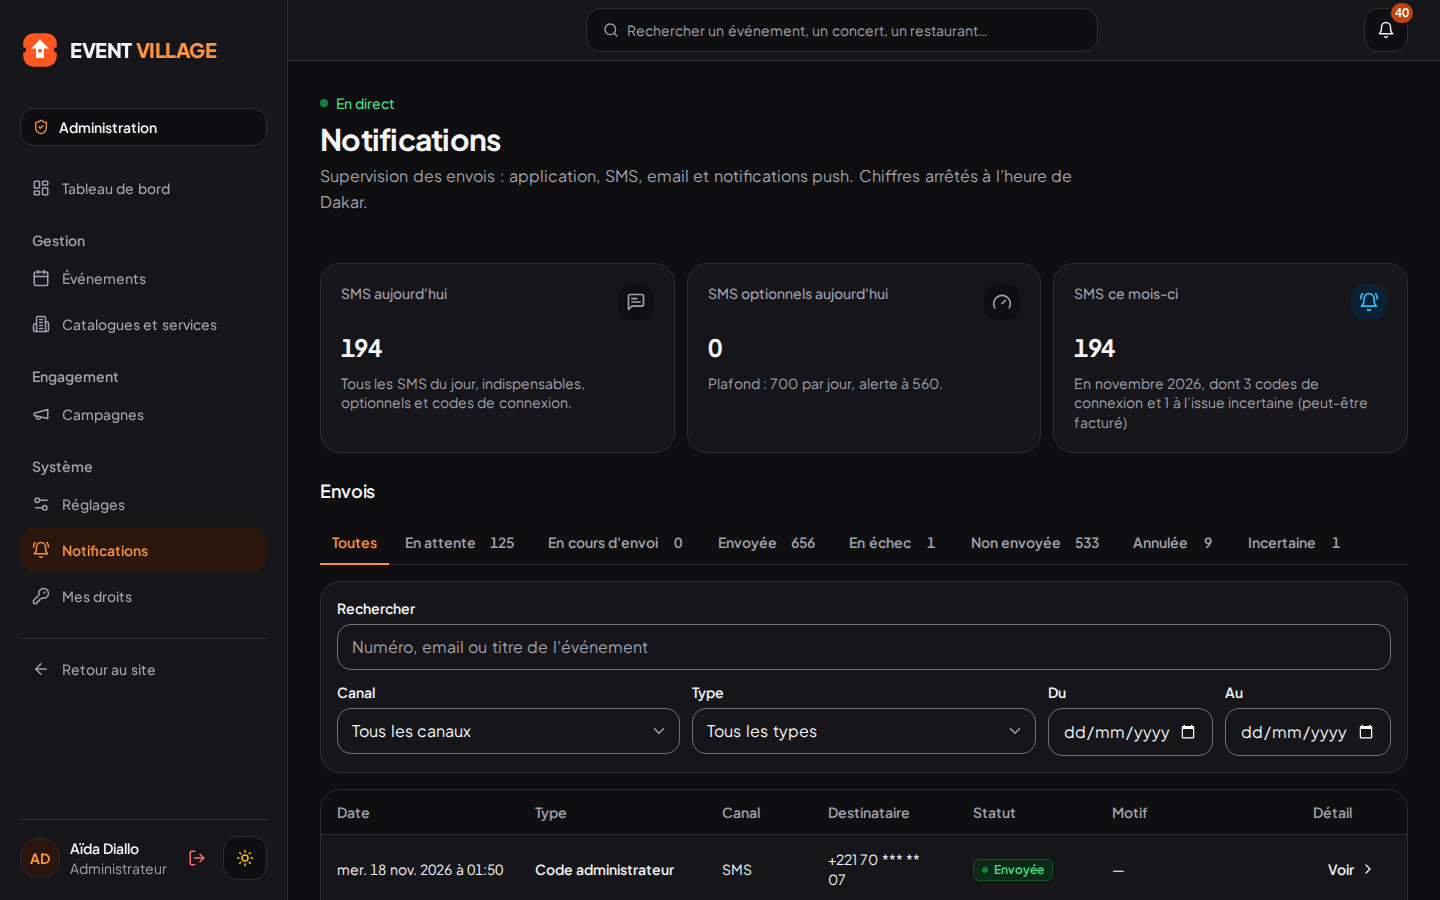 EVENT VILLAGE
Rechercher un événement, un concert, un restaurant...
40
Administration
Tableau de bord
Gestion
Événements
Catalogues et services
Engagement
Campagnes
Système
Réglages
Notifications
Mes droits
Retour au site
AD
Aïda Diallo
Administrateur
En direct
Notifications
Supervision des envois : application, SMS, email et notifications push. Chiffres arrêtés à l'heure de
Dakar.
SMS aujourd'hui
194
Tous les SMS du jour, indispensables,
optionnels et codes de connexion.
SMS optionnels aujourd'hui
0
Plafond : 700 par jour, alerte à 560.
SMS ce mois-ci
194
En novembre 2026, dont 3 codes de
connexion et 1 à l'issue incertaine (peut-être
facturé)
Envois
Toutes En attente 125 En cours d'envoi 0 Envoyée 656 En échec 1 Non envoyée 533 Annulée 9 Incertaine 1
Rechercher
Numéro, email ou titre de l'événement
Canal Type Du Au
Tous les canaux Tous les types dd/mm/yyyy dd/mm/yyyy
Date Type Canal Destinataire Statut Motif Détail
mer. 18 nov. 2026 à 01:50 Code administrateur SMS +221 70 *** ** 07 Envoyée — Voir